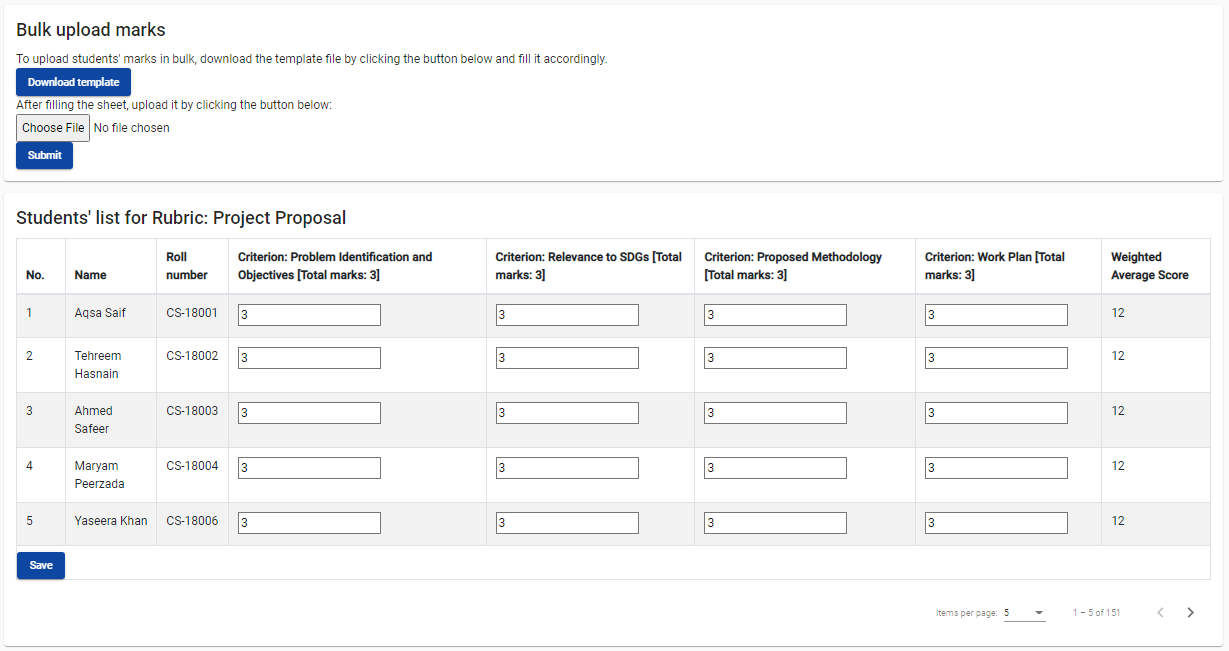 Bulk upload marks
To upload students' marks in bulk, download the template file by clicking the button below and fill it accordingly.
Download template
After filling the sheet, upload it by clicking the button below:
Choose File No file chosen
Submit
Students' list for Rubric: Project Proposal
No. Name Roll number Criterion: Problem Identification and Objectives [Total marks: 3] Criterion: Relevance to SDGs [Total marks: 3] Criterion: Proposed Methodology [Total marks: 3] Criterion: Work Plan [Total marks: 3] Weighted Average Score
1 Aqsa Saif CS-18001 3 3 3 3 12
2 Tehreem Hasnain CS-18002 3 3 3 3 12
3 Ahmed Safeer CS-18003 3 3 3 3 12
4 Maryam Peerzada CS-18004 3 3 3 3 12
5 Yaseera Khan CS-18006 3 3 3 3 12
Save
Items per page: 5 1 – 5 of 151